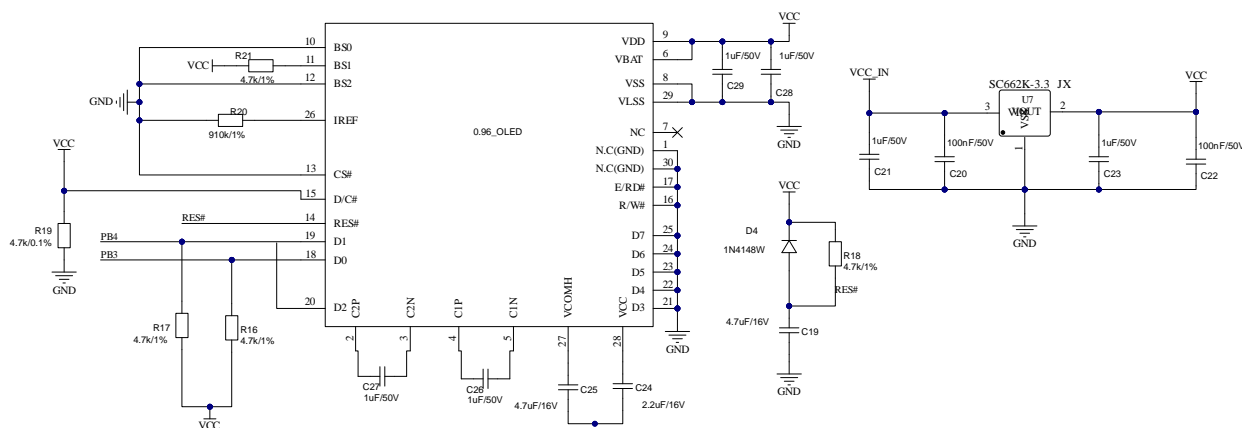 10
BS0
R21
VCC
11
BS1
4.7k/1%
12
BS2
GND
R20
26
IREF
910k/1%
0.96_OLED
VCC
13
CS#
15
D/C#
RES#
14
RES#
R19
4.7k/0.1%
PB4
19
D1
PB3
18
D0
GND
20
D2
R17
4.7k/1%
R16
4.7k/1%
VCC
C2P
C2N
C1P
C1N
VCOMH
VCC
2
3
4
5
27
28
C27
1uF/50V
C26
1uF/50V
C25
4.7uF/16V
C24
2.2uF/16V
VDD
9
VBAT
6
VSS
8
VLSS
29
NC
7
N.C(GND)
1
N.C(GND)
30
E/RD#
17
R/W#
16
D7
25
D6
24
D5
23
D4
22
D3
21
GND
VCC
1uF/50V
1uF/50V
C29
C28
GND
VCC
D4
1N4148W
R18
4.7k/1%
RES#
4.7uF/16V
C19
GND
VCC_IN
SC662K-3.3 JX
VCC
3
U7
VOUT
2
VSS
1
1uF/50V
100nF/50V
1uF/50V
100nF/50V
C21
C20
C23
C22
GND